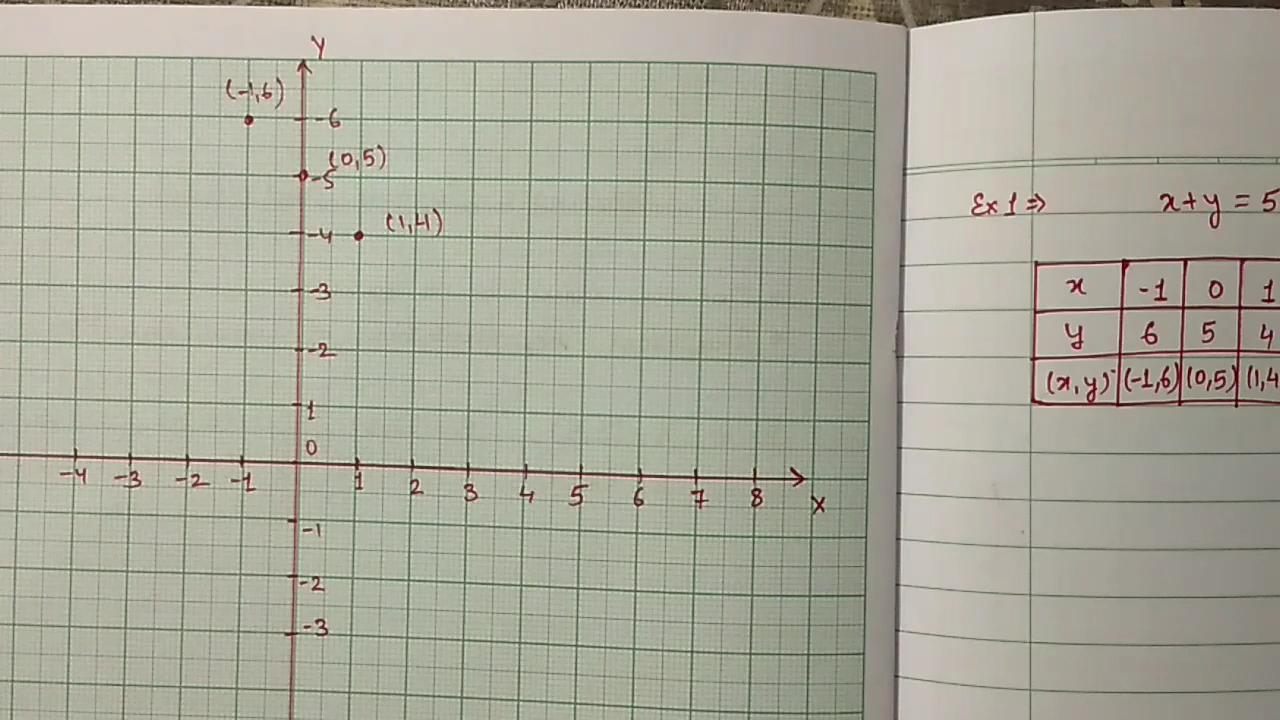 Y
(-1,6)
-6
(0,5)
-5
-4 (1,4)
-3
-2
1
0
-4 -3 -2 -1 1 2 3 4 5 6 7 8 X
-1
-2
-3
Ex 1 ⇒ x+y = 5
x -1 0 1
y 6 5 4
(x,y) (-1,6) (0,5) (1,4